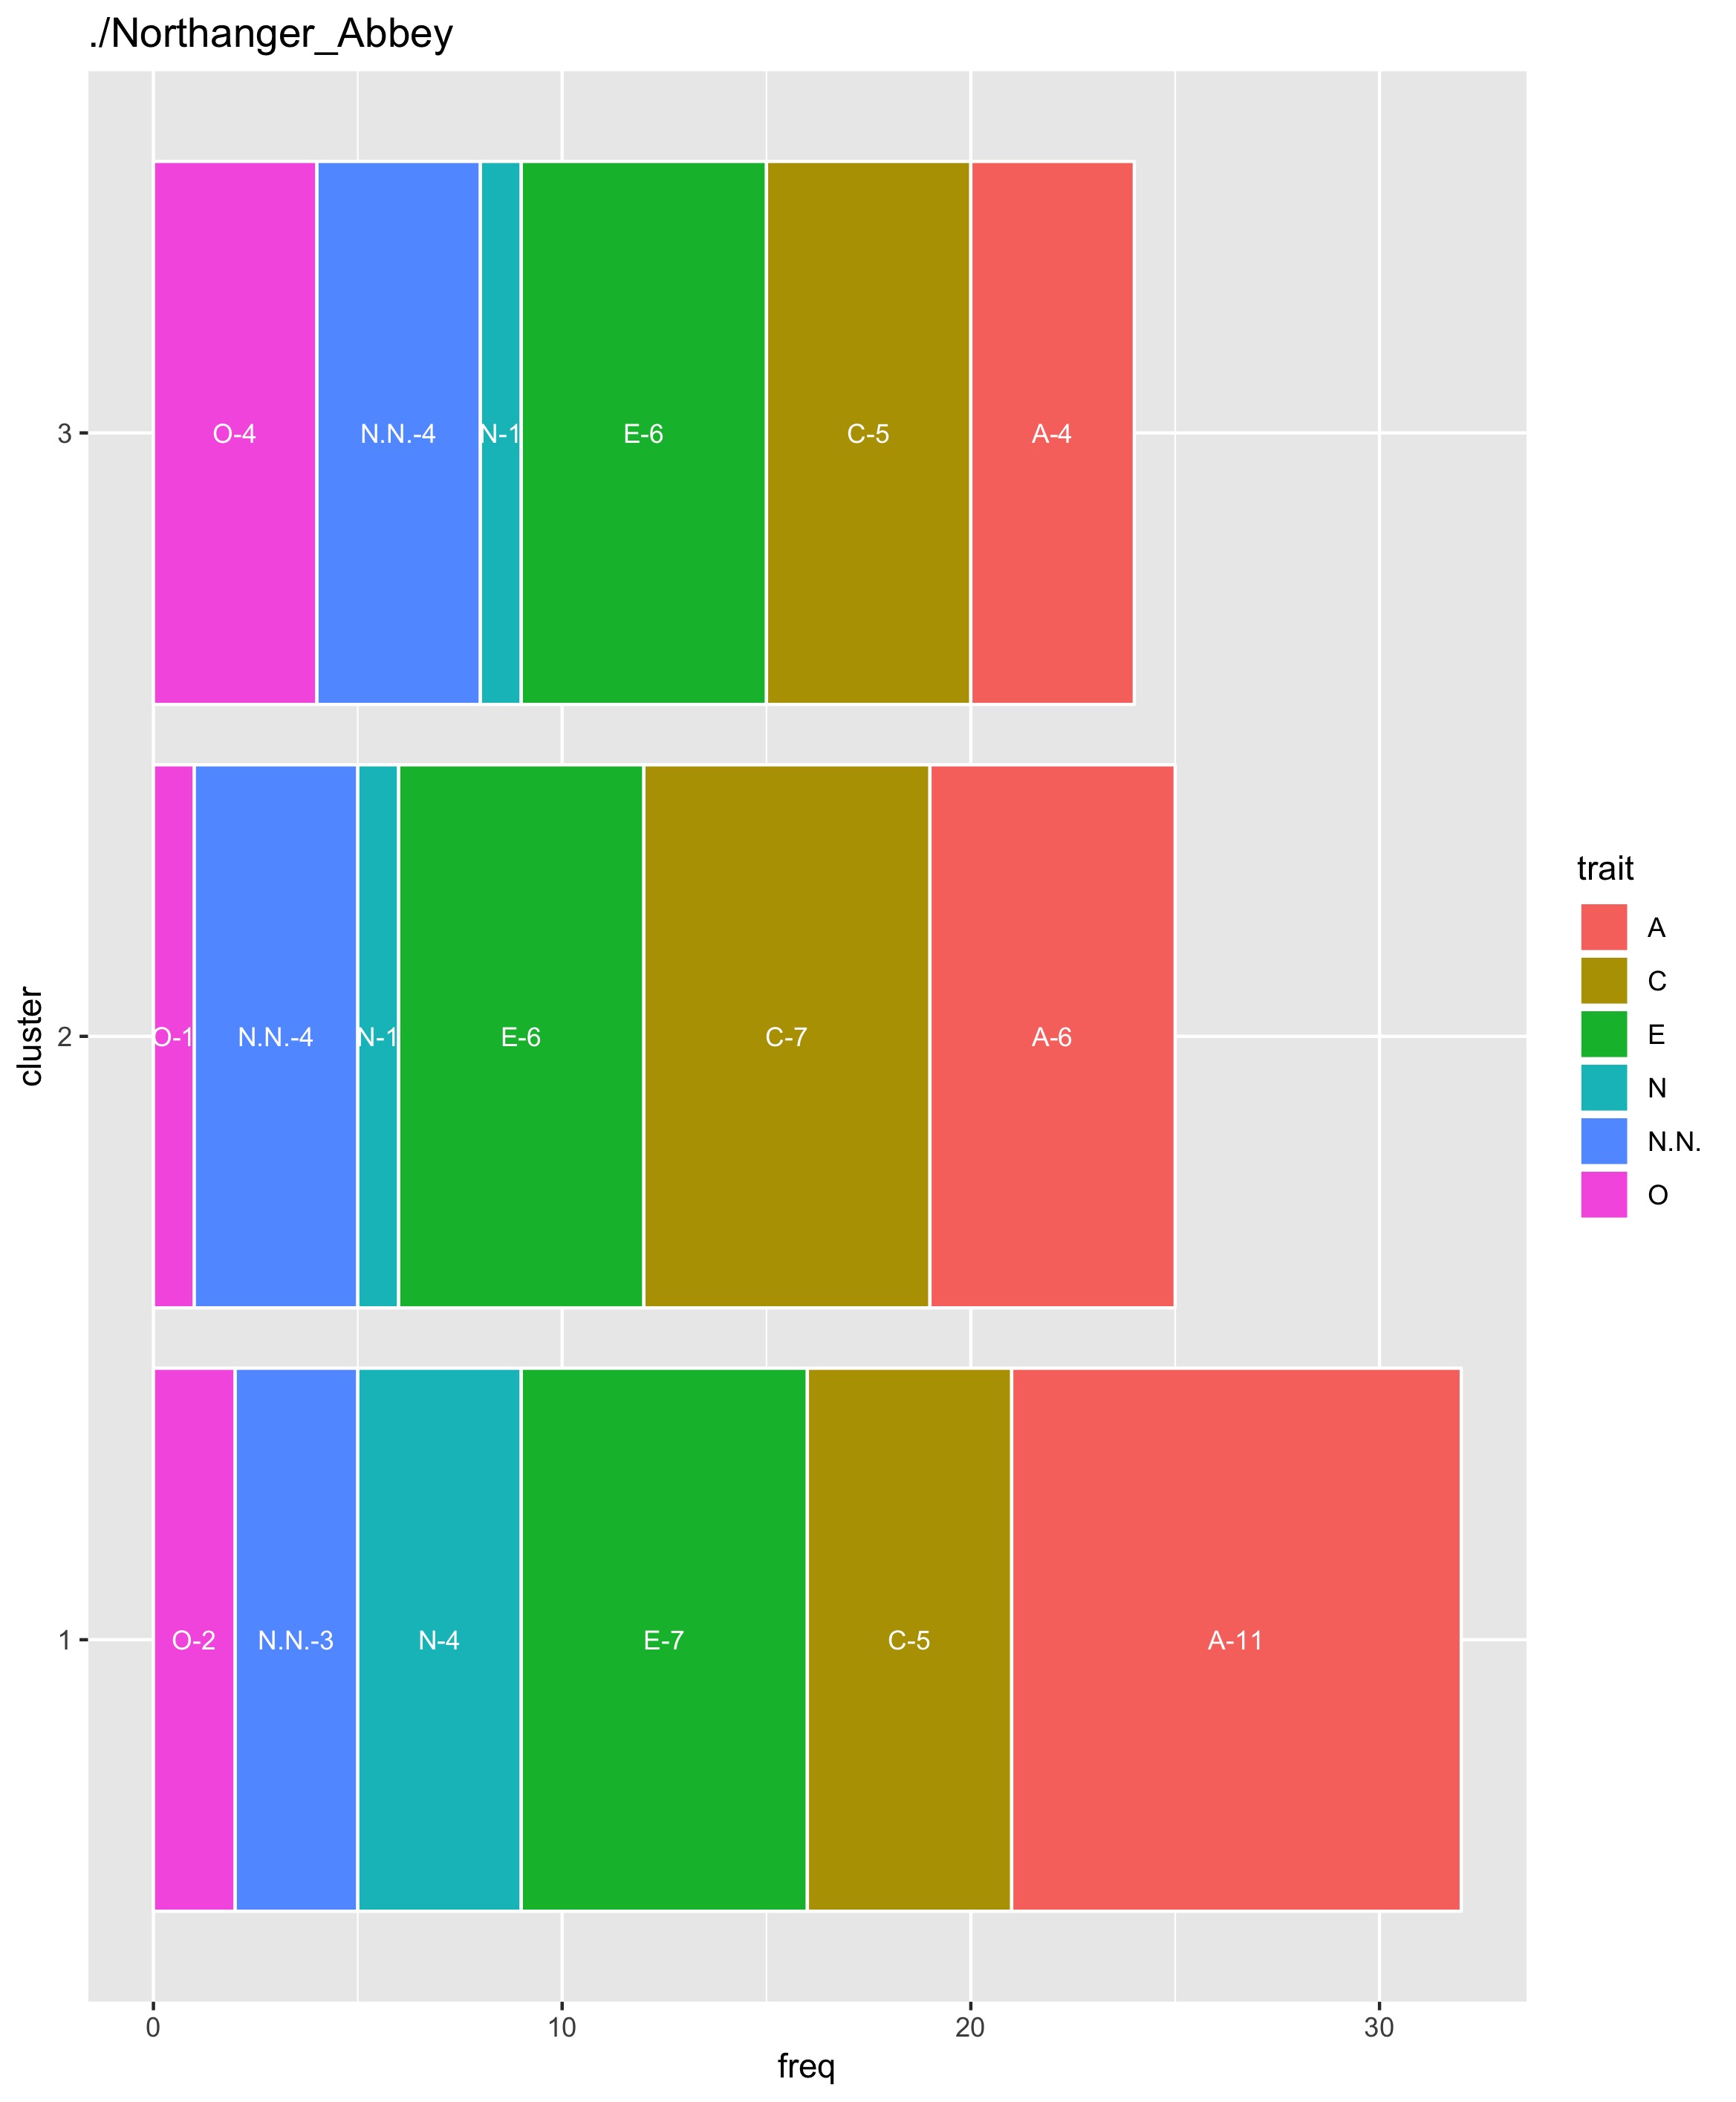 ./Northanger_Abbey
3
O-4 N.N.-4 N-1 E-6 C-5 A-4
cluster
2
O-1 N.N.-4 N-1 E-6 C-7 A-6
1
O-2 N.N.-3 N-4 E-7 C-5 A-11
0 10 20 30
freq
trait
A
C
E
N
N.N.
O